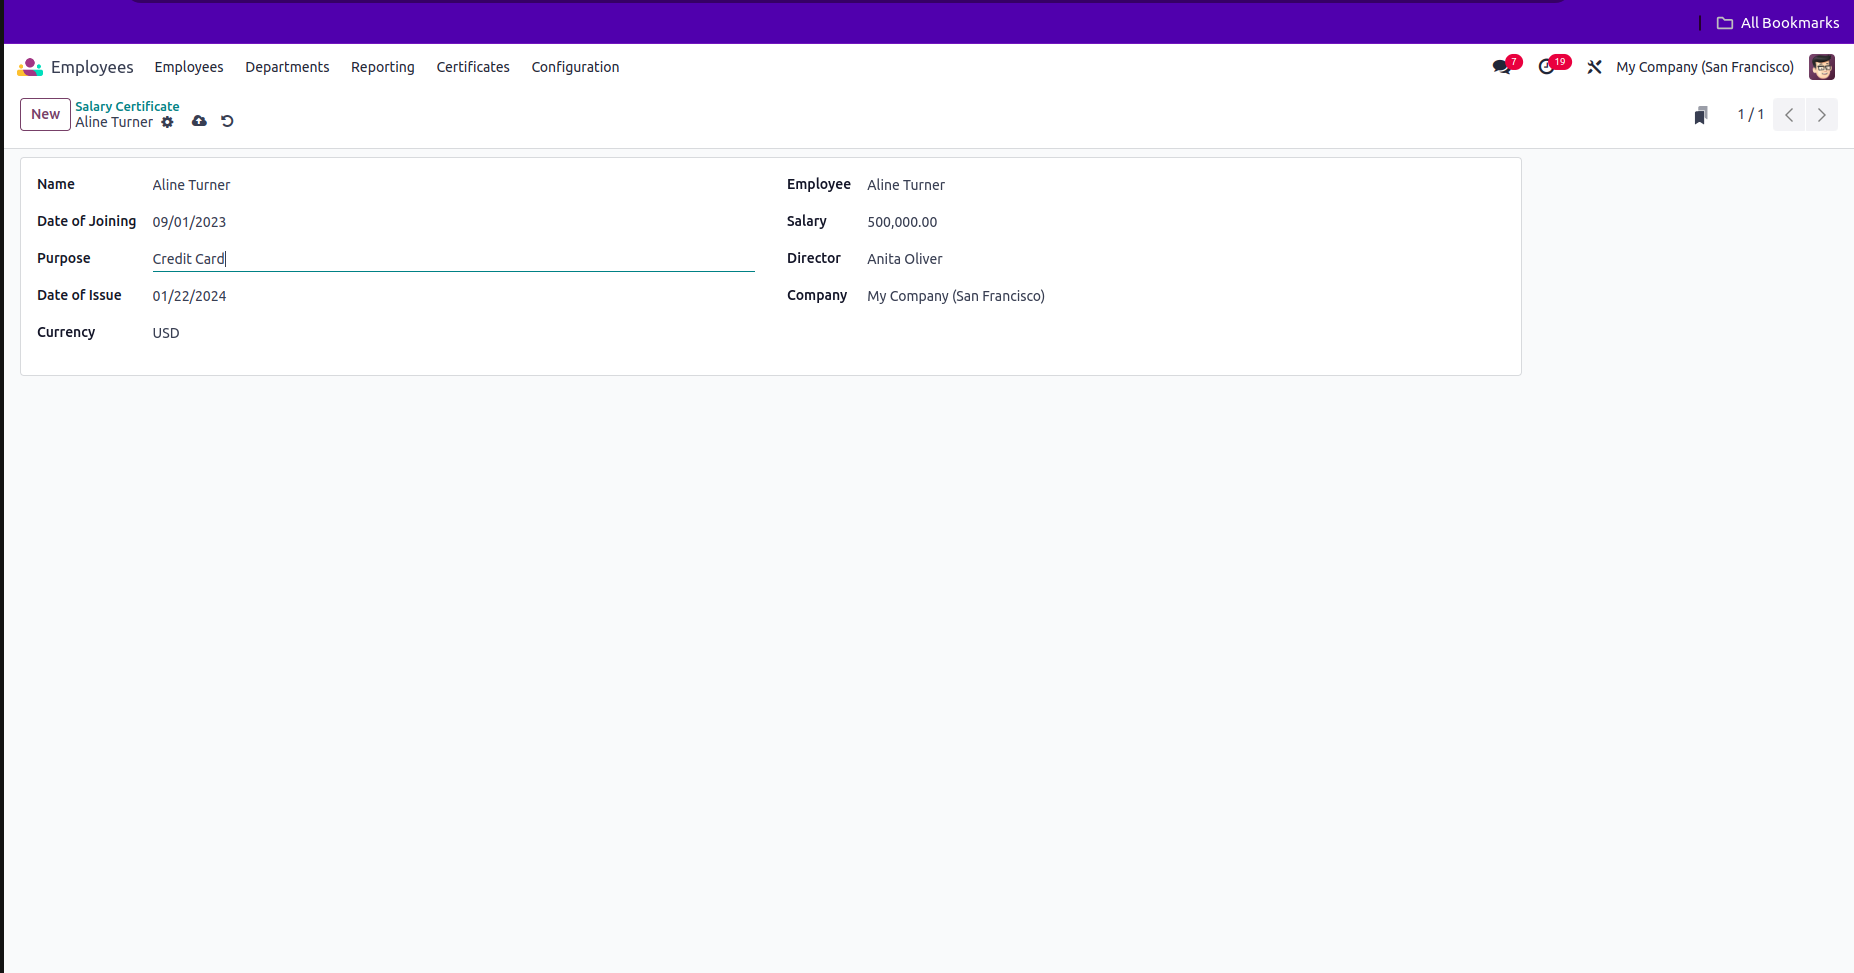 All Bookmarks
Employees Employees Departments Reporting Certificates Configuration 7 19 My Company (San Francisco)
New Salary Certificate 1 / 1
Aline Turner
Name Aline Turner Employee Aline Turner
Date of Joining 09/01/2023 Salary 500,000.00
Purpose Credit Card Director Anita Oliver
Date of Issue 01/22/2024 Company My Company (San Francisco)
Currency USD